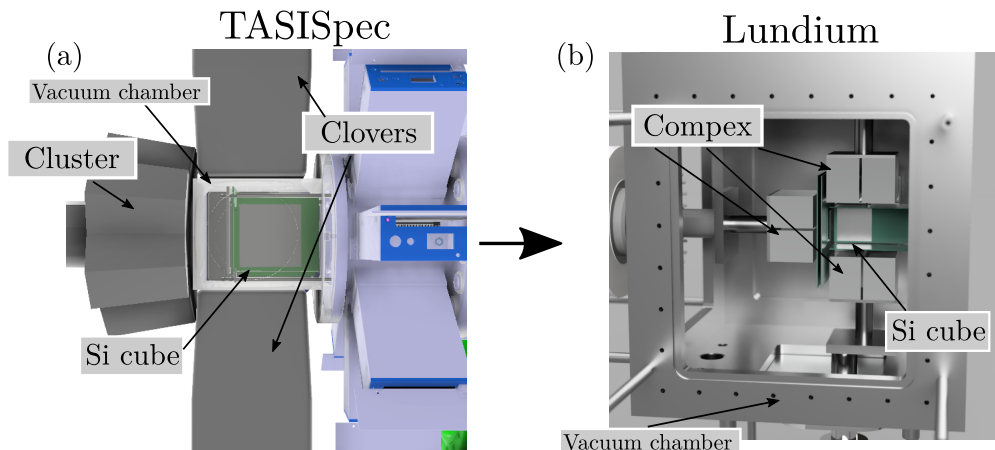 TASISpec
Lundium
(a)
(b)
Vacuum chamber
Clovers
Compex
Cluster
Si cube
Si cube
Vacuum chamber